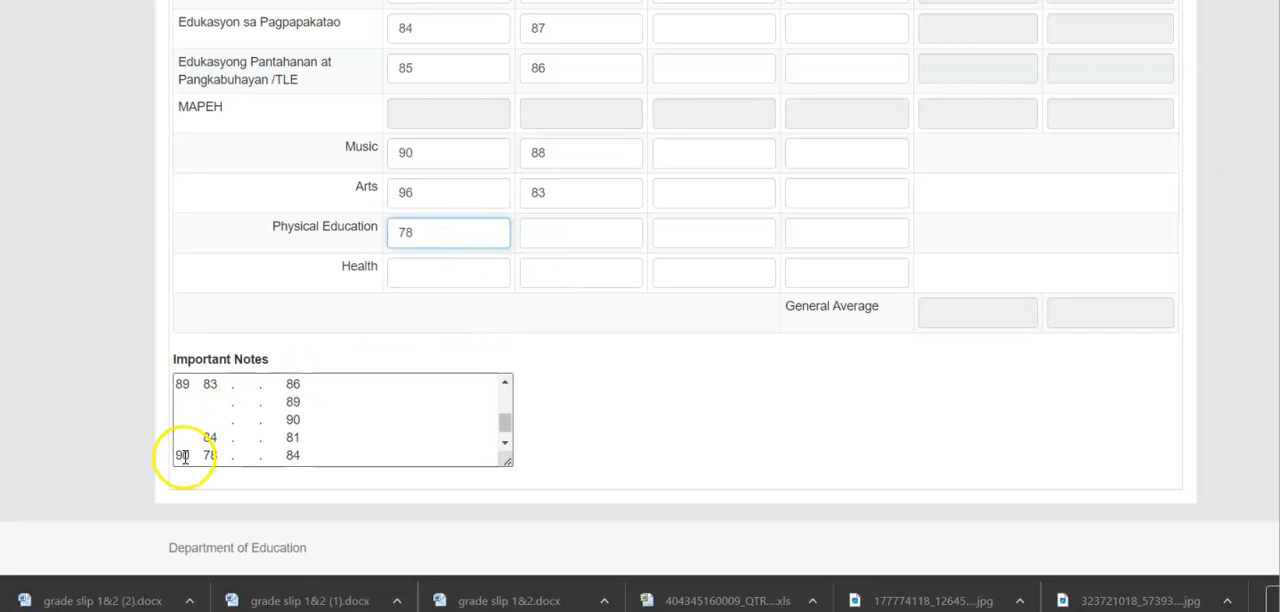 Edukasyon sa Pagpapakatao 84 87
Edukasyong Pantahanan at
Pangkabuhayan /TLE 85 86
MAPEH
Music 90 88
Arts 96 83
Physical Education 78
Health
General Average
Important Notes
89 83 . . 86
. . 89
. . 90
84 . . 81
90 78 . . 84
Department of Education
grade slip 1&2 (2).docx grade slip 1&2 (1).docx grade slip 1&2.docx 404345160009_QTR....xls 177774118_12645....jpg 323721018_57393....jpg